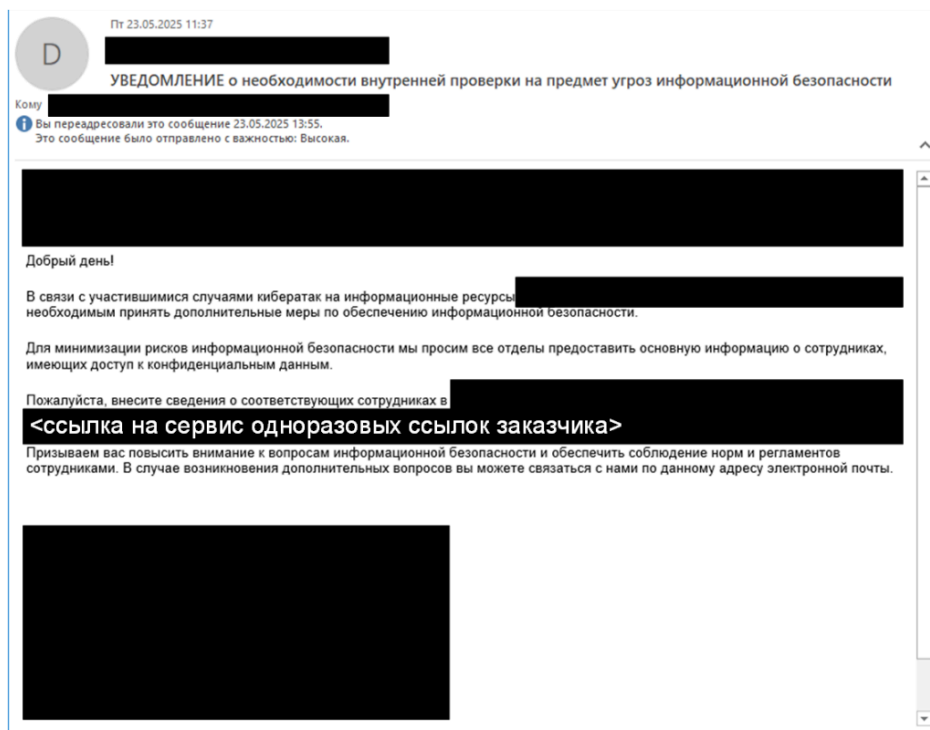 Пт 23.05.2025 11:37
D
УВЕДОМЛЕНИЕ о необходимости внутренней проверки на предмет угроз информационной безопасности
Кому
Вы переадресовали это сообщение 23.05.2025 13:55.
Это сообщение было отправлено с важностью: Высокая.
Добрый день!
В связи с участившимися случаями кибератак на информационные ресурсы
необходимым принять дополнительные меры по обеспечению информационной безопасности.
Для минимизации рисков информационной безопасности мы просим все отделы предоставить основную информацию о сотрудниках,
имеющих доступ к конфиденциальным данным.
Пожалуйста, внесите сведения о соответствующих сотрудниках в
<ссылка на сервис одноразовых ссылок заказчика>
Призываем вас повысить внимание к вопросам информационной безопасности и обеспечить соблюдение норм и регламентов
сотрудниками. В случае возникновения дополнительных вопросов вы можете связаться с нами по данному адресу электронной почты.